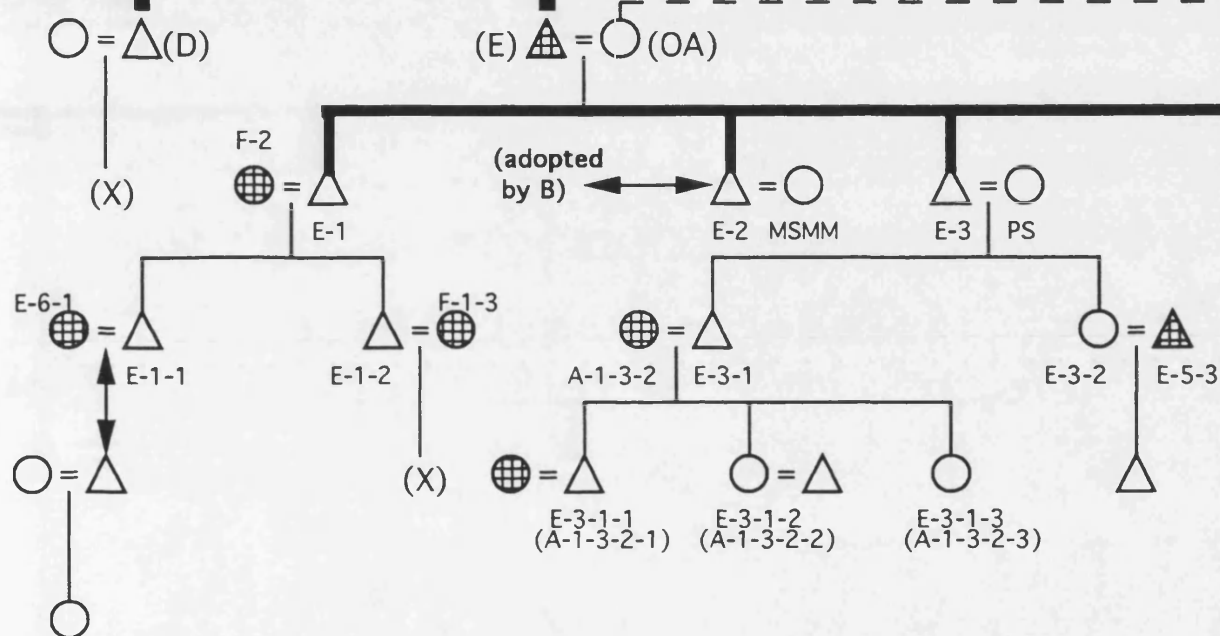 (D)
(E)
(OA)
F-2
(adopted
by B)
(X)
E-1
E-2
MSMM
E-3
PS
E-6-1
F-1-3
E-1-1
E-1-2
A-1-3-2
E-3-1
E-3-2
E-5-3
(X)
E-3-1-1
(A-1-3-2-1)
E-3-1-2
(A-1-3-2-2)
E-3-1-3
(A-1-3-2-3)